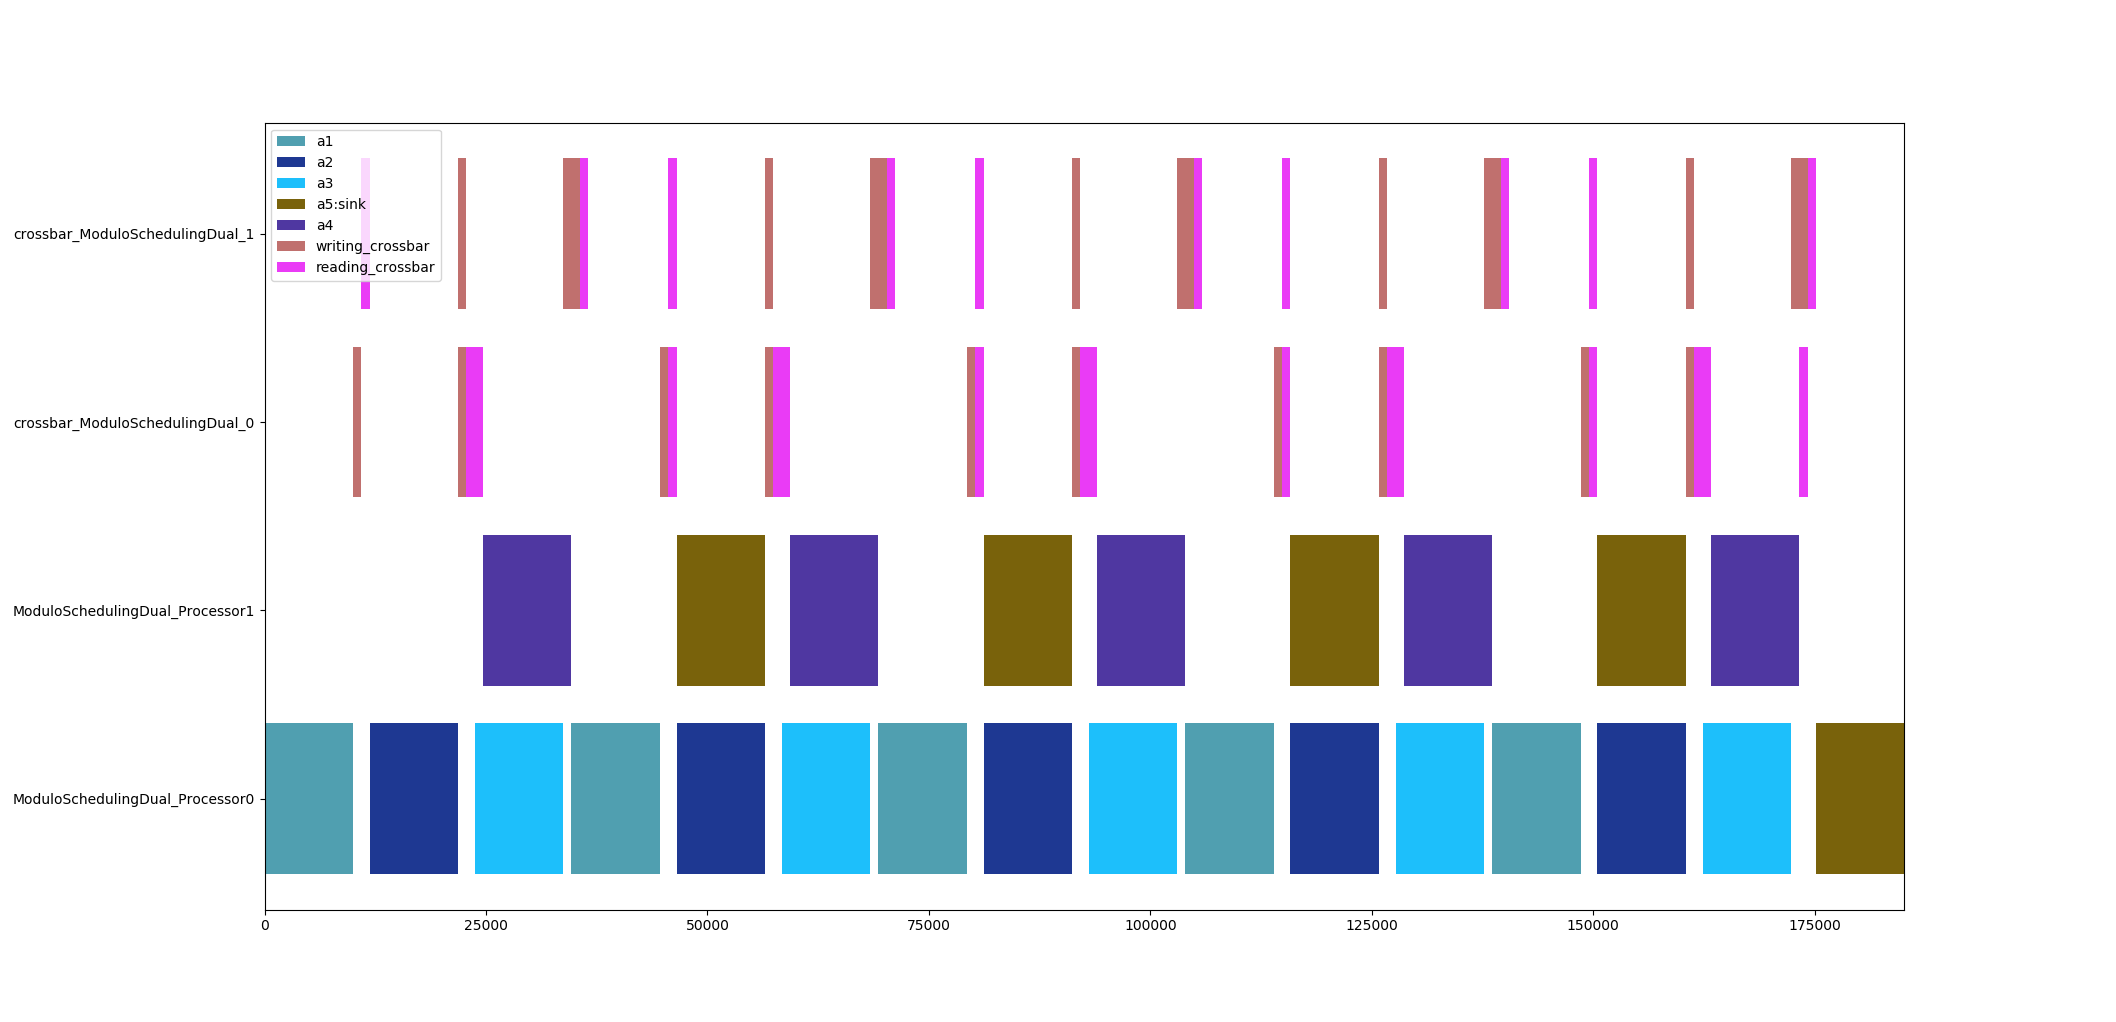 a1
a2
a3
a5:sink
a4
writing_crossbar
reading_crossbar
crossbar_ModuloSchedulingDual_1
crossbar_ModuloSchedulingDual_0
ModuloSchedulingDual_Processor1
ModuloSchedulingDual_Processor0
0 25000 50000 75000 100000 125000 150000 175000